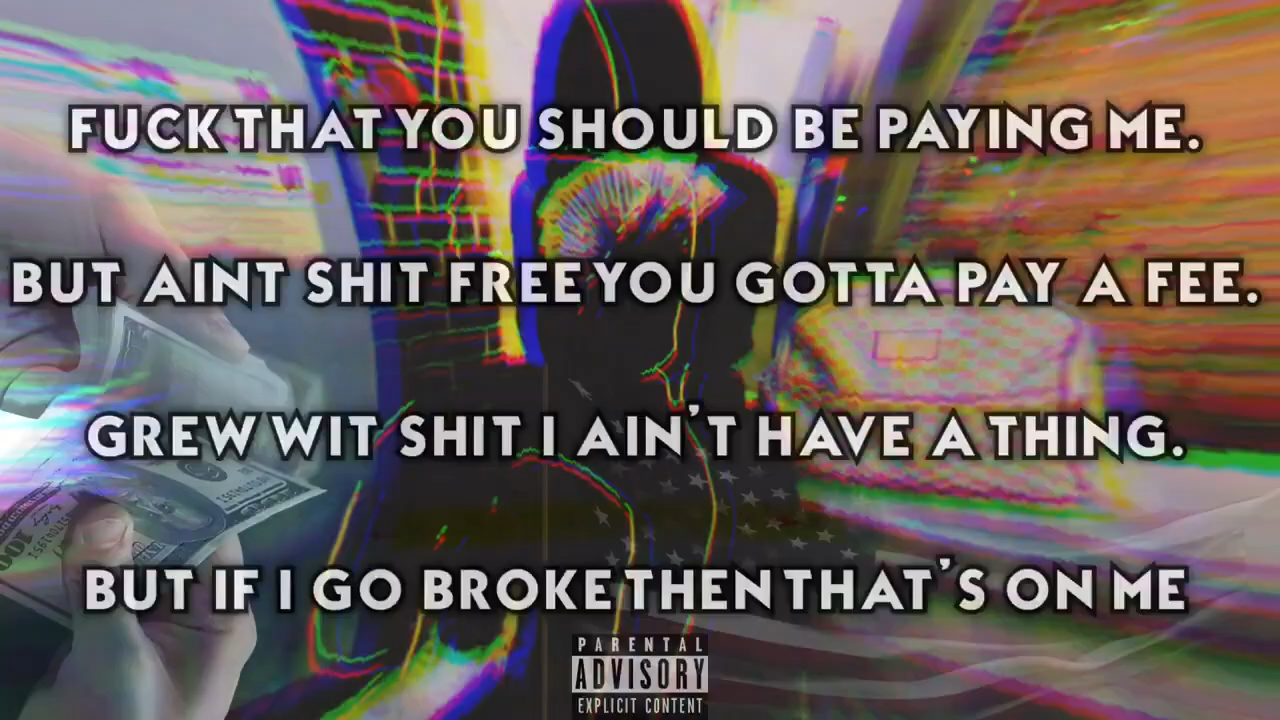 FUCK THAT YOU SHOULD BE PAYING ME.
BUT AINT SHIT FREE YOU GOTTA PAY A FEE.
GREW WIT SHIT I AIN'T HAVE A THING.
BUT IF I GO BROKE THEN THAT'S ON ME
PARENTAL
ADVISORY
EXPLICIT CONTENT